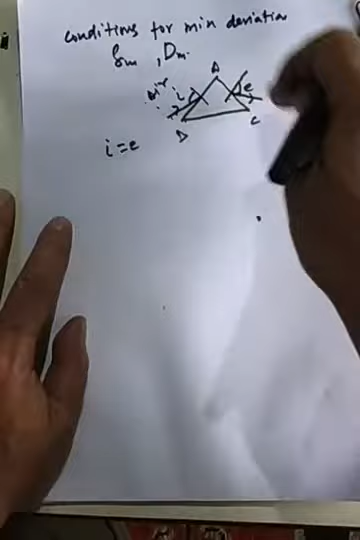 conditions for min deviation
δm , Dm.
A
i
e
B
C
i = e